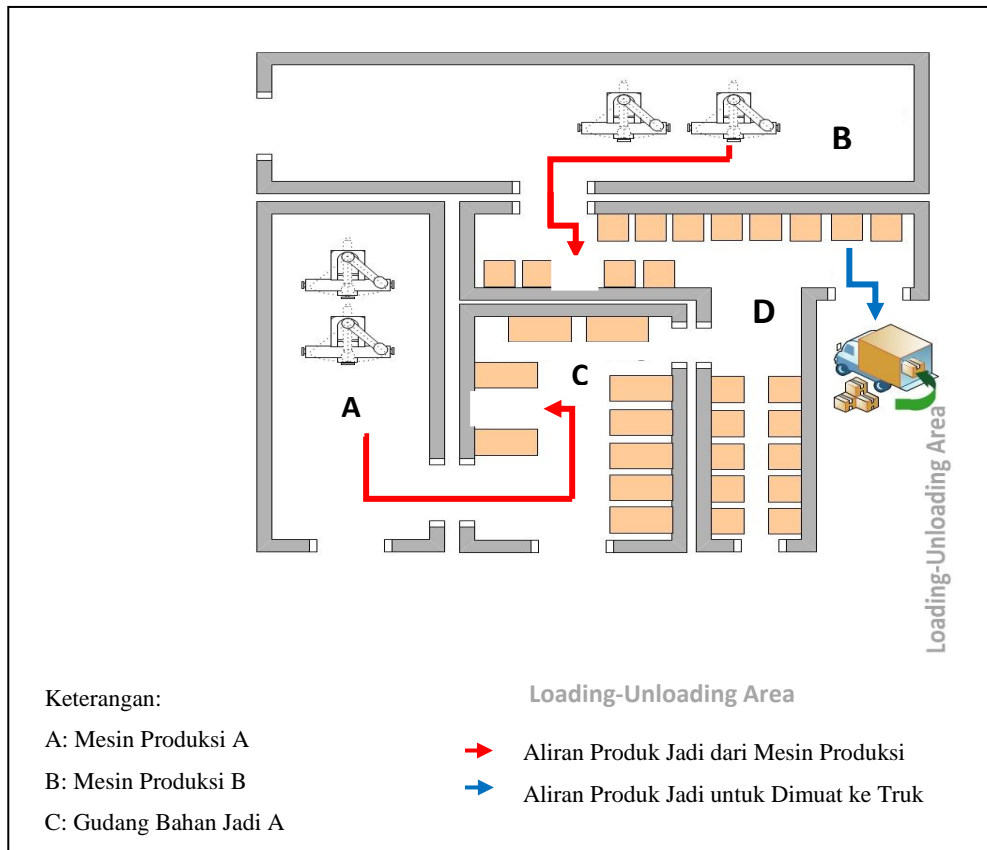 B
D
C
A
Loading-Unloading Area
Keterangan:
A: Mesin Produksi A
B: Mesin Produksi B
C: Gudang Bahan Jadi A
Loading-Unloading Area
Aliran Produk Jadi dari Mesin Produksi
Aliran Produk Jadi untuk Dimuat ke Truk